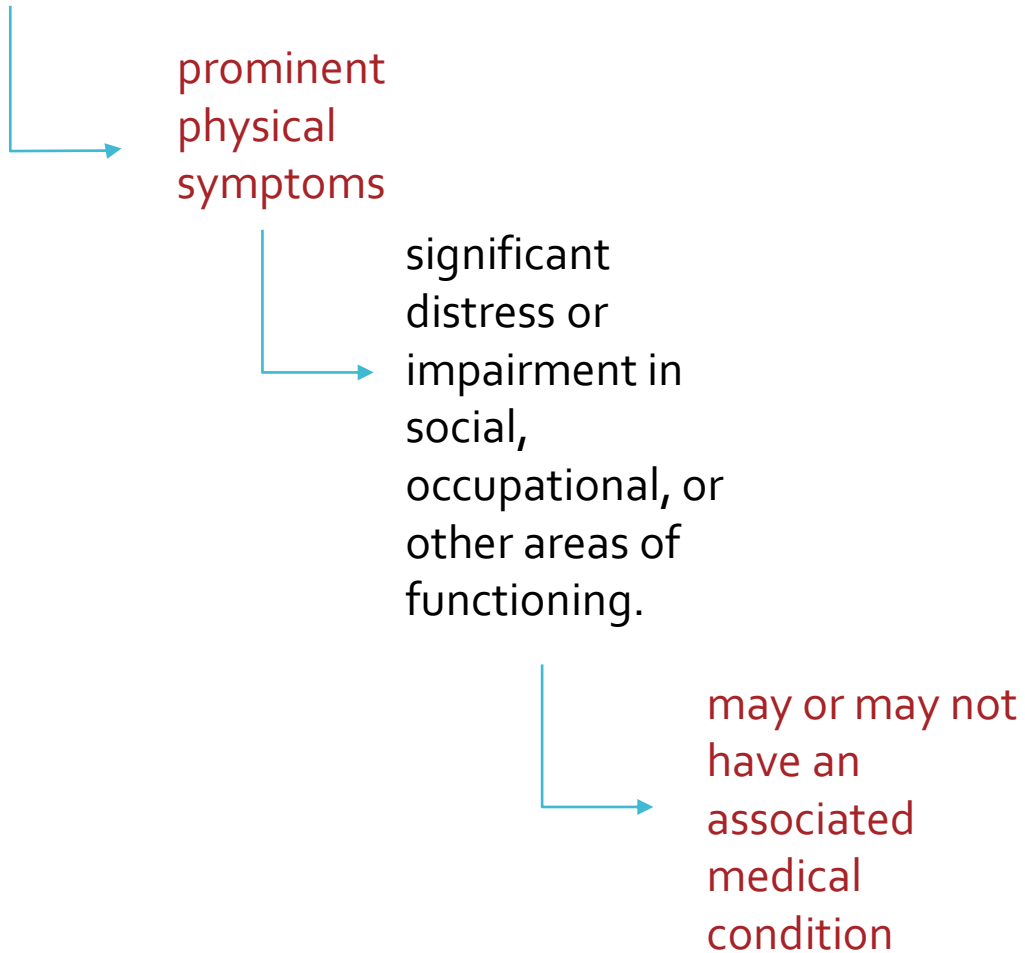 prominent
physical
symptoms
significant
distress or
impairment in
social,
occupational, or
other areas of
functioning.
may or may not
have an
associated
medical
condition